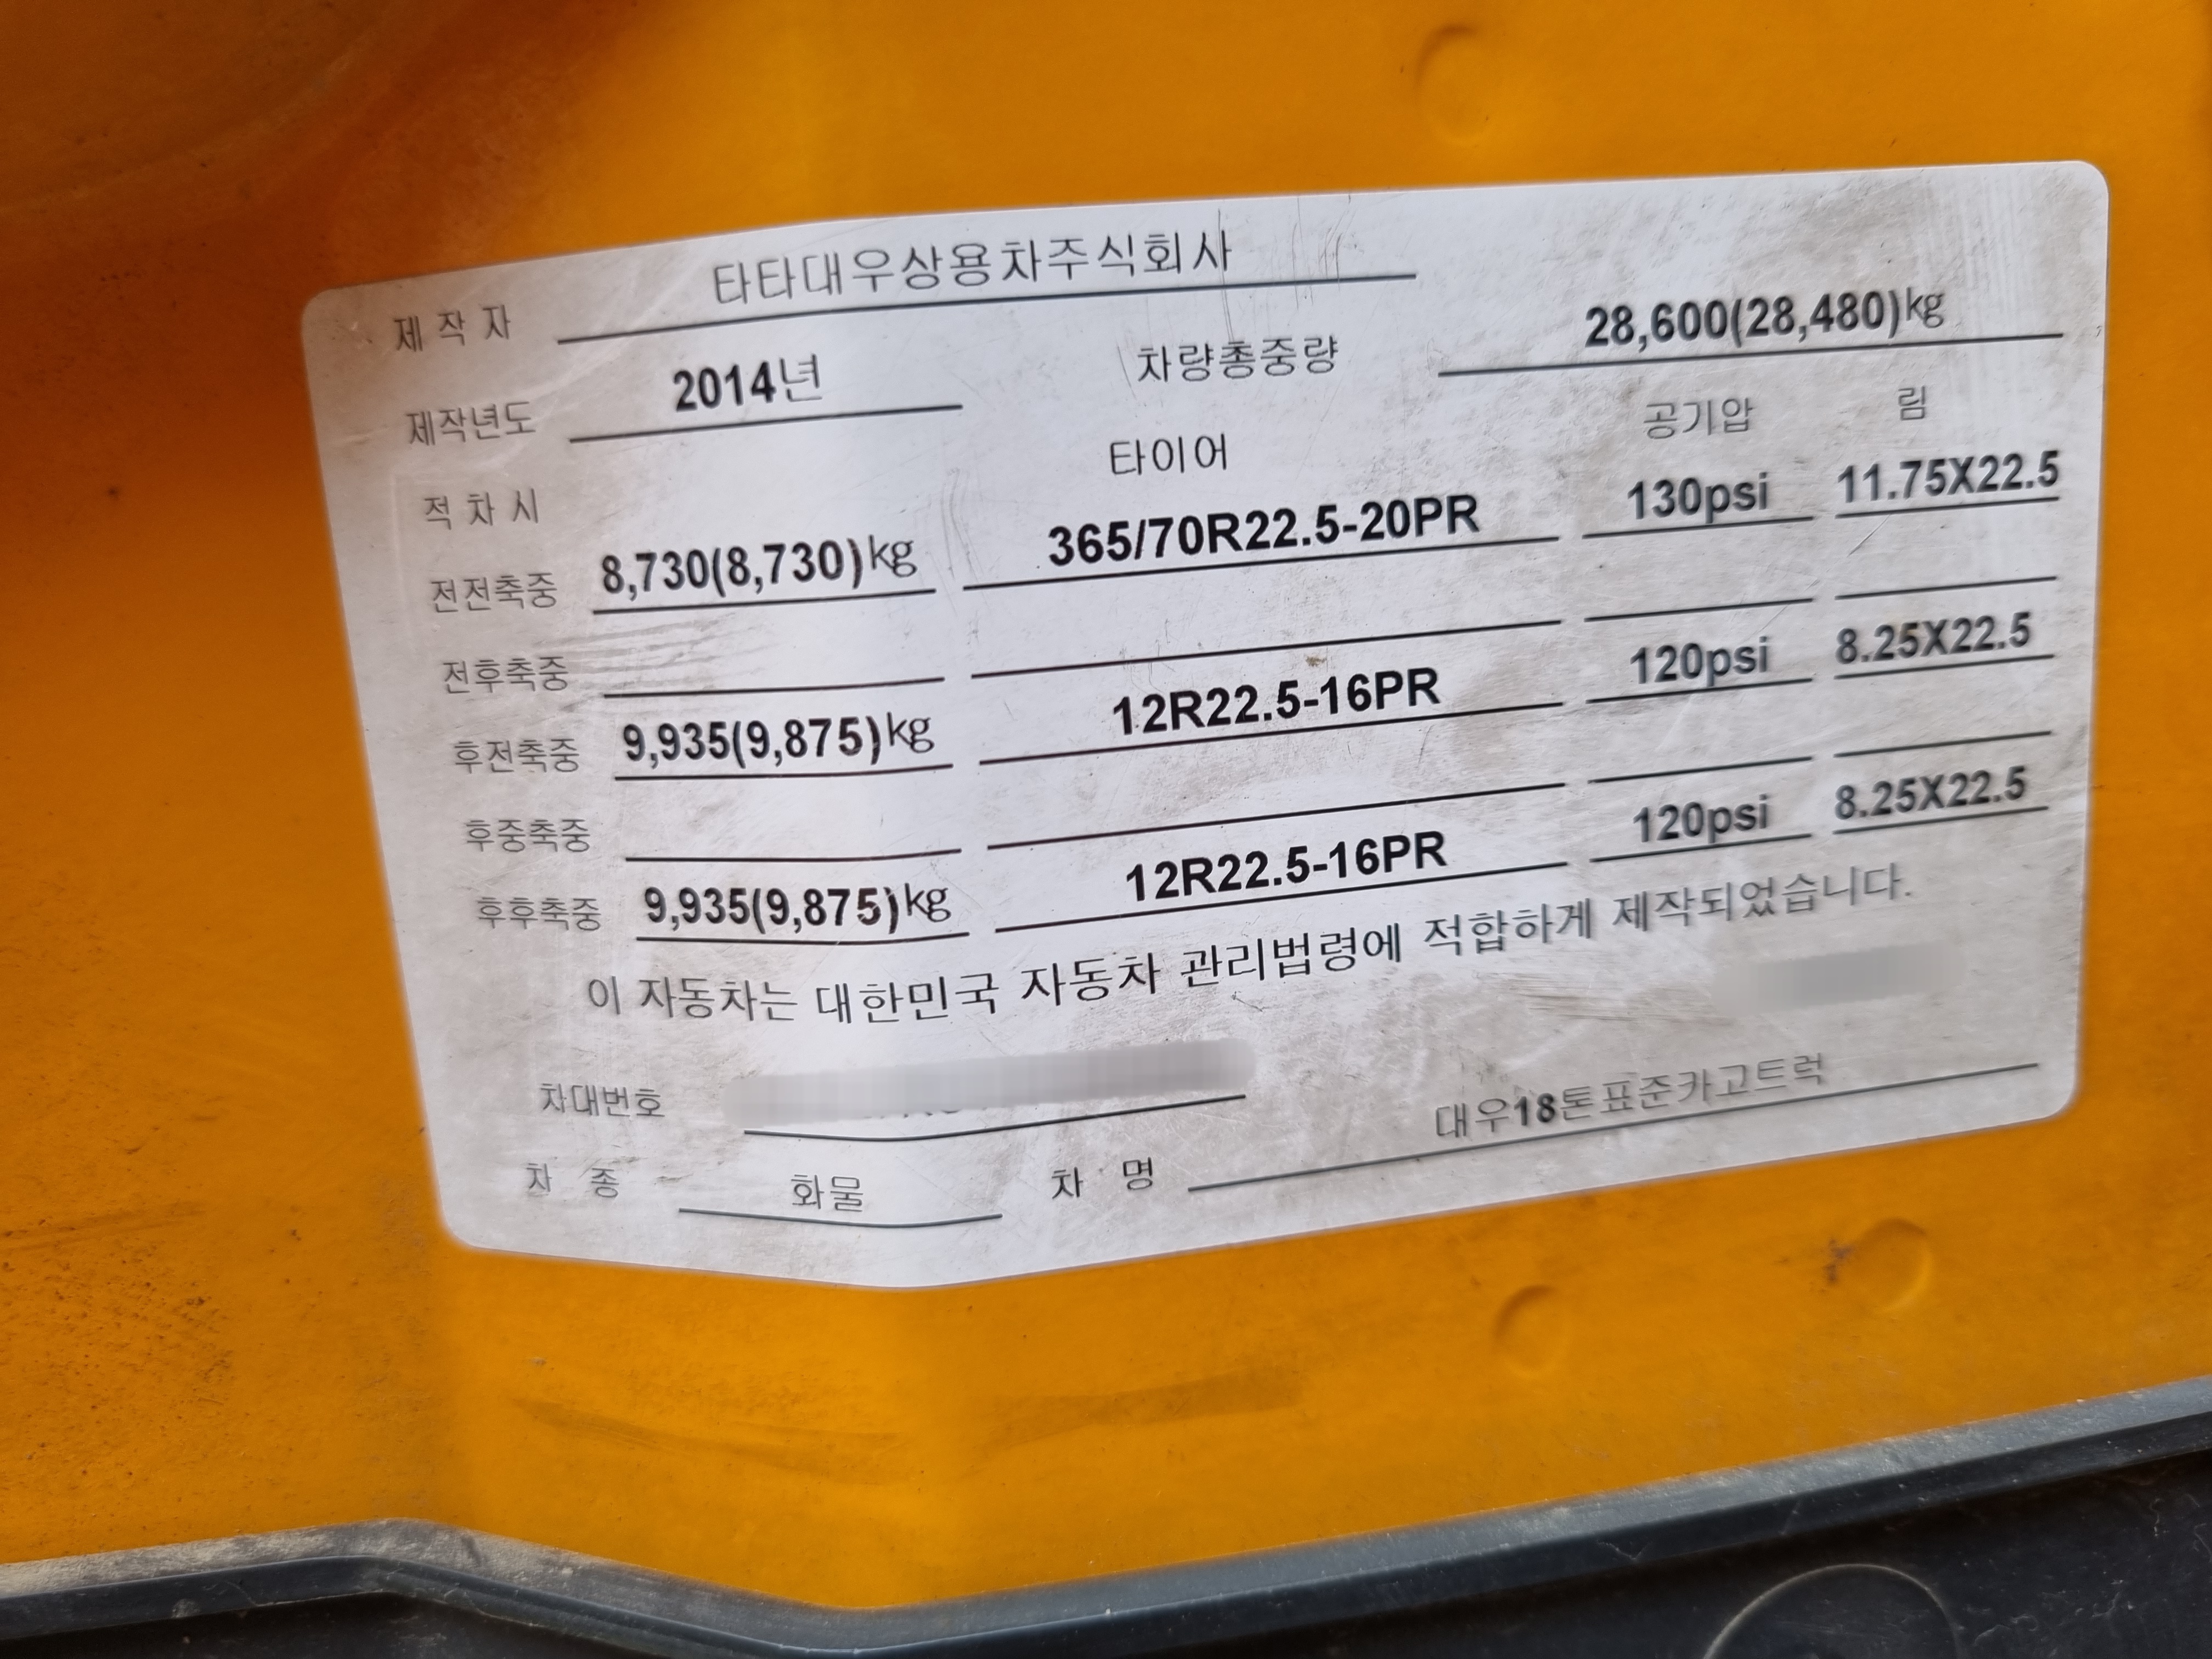 제 작 자 타타대우상용차주식회사
제작년도 2014년 차량총중량 28,600(28,480)kg
적 차 시 타이어 공기압 림
전전축중 8,730(8,730)kg 365/70R22.5-20PR 130psi 11.75X22.5
전후축중
후전축중 9,935(9,875)kg 12R22.5-16PR 120psi 8.25X22.5
후중축중
후후축중 9,935(9,875)kg 12R22.5-16PR 120psi 8.25X22.5
이 자동차는 대한민국 자동차 관리법령에 적합하게 제작되었습니다.
차대번호
차 종 화물 차 명 대우18톤표준카고트럭